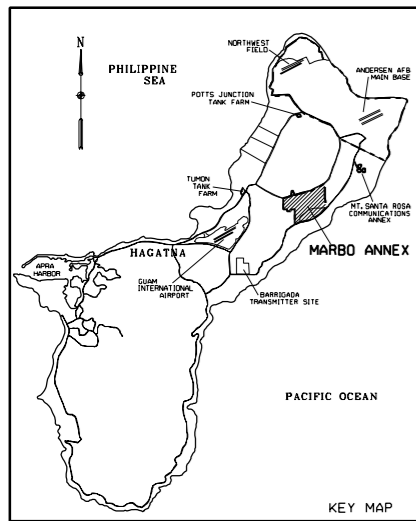 N
PHILIPPINE
SEA
NORTHWEST
FIELD
ANDERSEN AFB
MAIN BASE
POTTS JUNCTION
TANK FARM
TUMON
TANK
FARM
MT. SANTA ROSA
COMMUNICATIONS
ANNEX
MARBO ANNEX
HAGATNA
APRA
HARBOR
GUAM
INTERNATIONAL
AIRPORT
BARRIGADA
TRANSMITTER SITE
PACIFIC OCEAN
KEY MAP